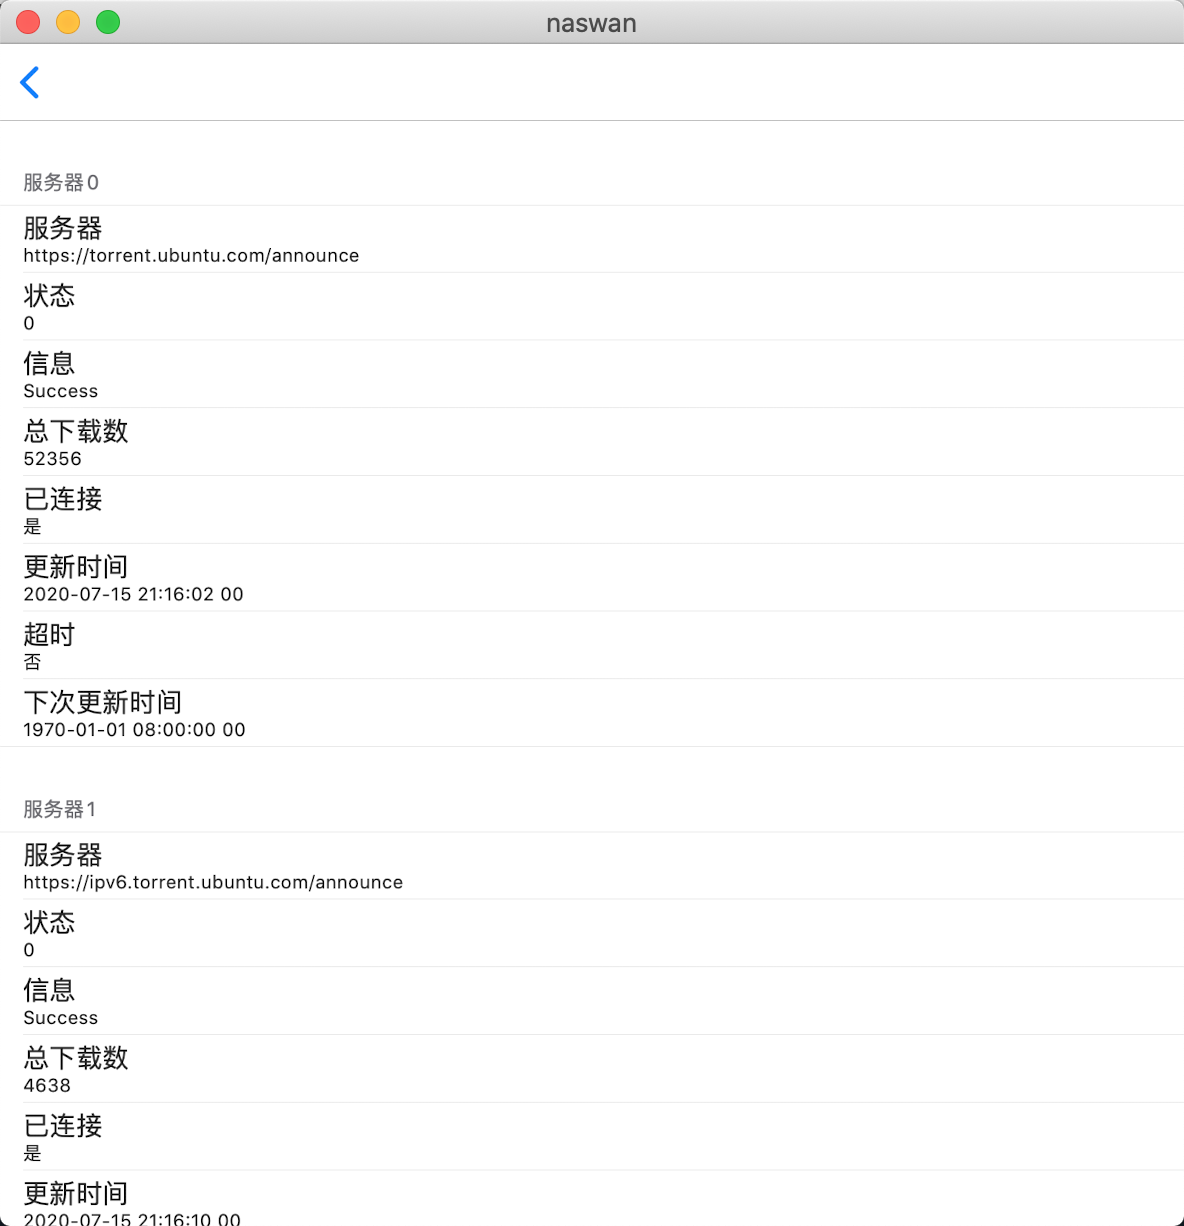 naswan
服务器0
服务器
https://torrent.ubuntu.com/announce
状态
0
信息
Success
总下载数
52356
已连接
是
更新时间
2020-07-15 21:16:02 00
超时
否
下次更新时间
1970-01-01 08:00:00 00
服务器1
服务器
https://ipv6.torrent.ubuntu.com/announce
状态
0
信息
Success
总下载数
4638
已连接
是
更新时间
2020-07-15 21:16:10 00